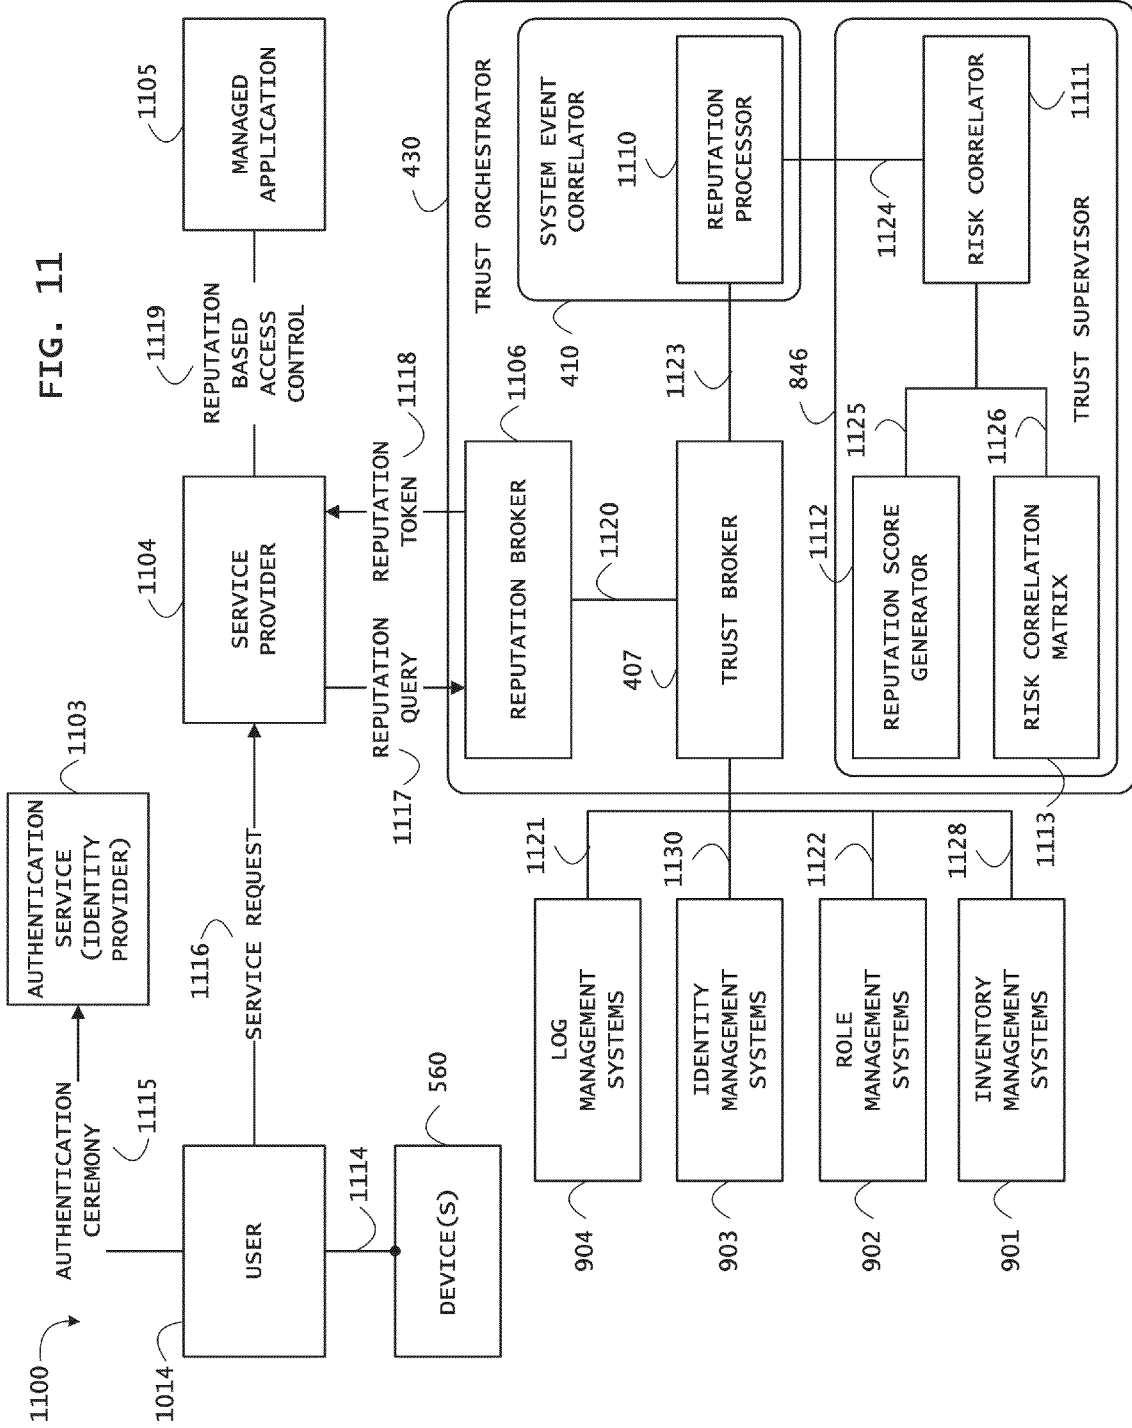 FIG. 11
1100
AUTHENTICATION
CEREMONY
1115
AUTHENTICATION
SERVICE
(IDENTITY
PROVIDER)
1103
1014
USER
1116
SERVICE REQUEST
1104
SERVICE
PROVIDER
1119
REPUTATION
BASED
ACCESS
CONTROL
1105
MANAGED
APPLICATION
1114
560
DEVICE(S)
1117
REPUTATION
QUERY
REPUTATION
TOKEN
1118
430
TRUST ORCHESTRATOR
REPUTATION BROKER
1106
410
SYSTEM EVENT
CORRELATOR
1110
REPUTATION
PROCESSOR
1120
407
TRUST BROKER
1123
1124
904
LOG
MANAGEMENT
SYSTEMS
1121
903
IDENTITY
MANAGEMENT
SYSTEMS
1130
902
ROLE
MANAGEMENT
SYSTEMS
1122
901
INVENTORY
MANAGEMENT
SYSTEMS
1128
846
1112
REPUTATION SCORE
GENERATOR
1125
1113
RISK CORRELATION
MATRIX
1126
RISK CORRELATOR
1111
TRUST SUPERVISOR